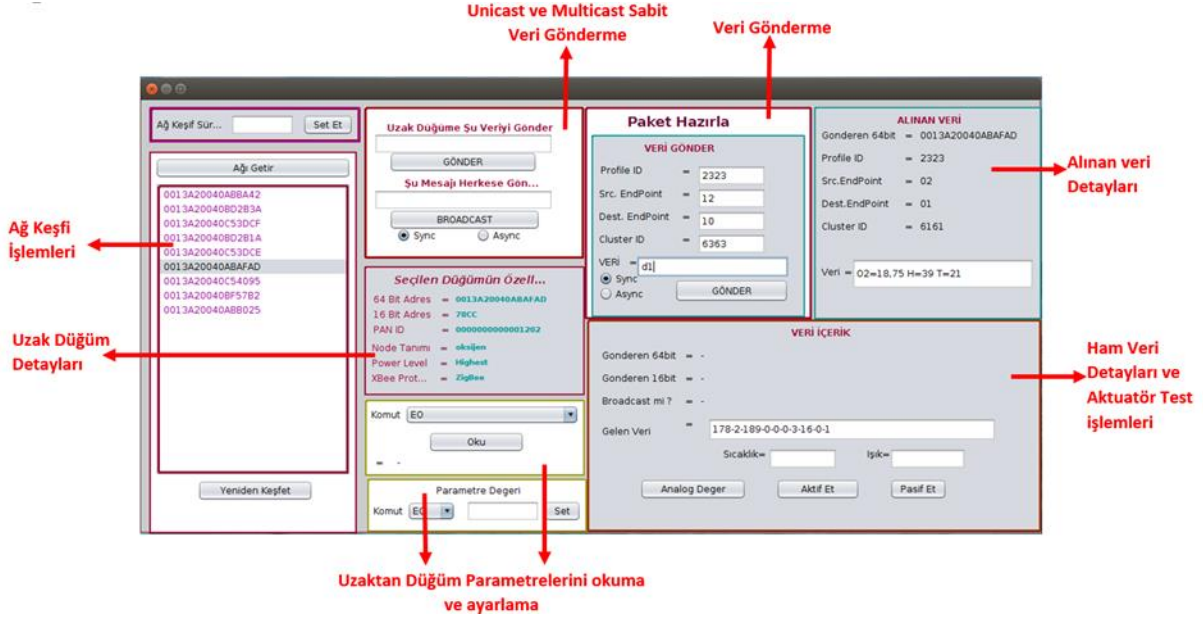 Unicast ve Multicast Sabit
Veri Gönderme
Veri Gönderme
Ağ Keşif Sür...
Set Et
Ağı Getir
0013A20040ABBA42
0013A20040BD2B3A
0013A20040C53DCF
0013A20040BD2B1A
0013A20040C53DCE
0013A20040ABAFAD
0013A20040C54095
0013A20040BF57B2
0013A20040ABB025
Yeniden Keşfet
Ağ Keşfi
İşlemleri
Uzak Düğüm
Detayları
Uzak Düğüme Şu Veriyi Gönder
GÖNDER
Şu Mesajı Herkese Gön...
BROADCAST
Sync Async
Seçilen Düğümün Özell...
64 Bit Adres = 0013A20040ABAFAD
16 Bit Adres = 78CC
PAN ID = 0000000000001202
Node Tanımı = oksijen
Power Level = Highest
XBee Prot... = ZigBee
Komut EO
Oku
= -
Parametre Degeri
Komut EO Set
Paket Hazırla
VERİ GÖNDER
Profile ID = 2323
Src. EndPoint = 12
Dest. EndPoint = 10
Cluster ID = 6363
VERİ = d1
Sync
Async
GÖNDER
ALINAN VERİ
Gonderen 64bit = 0013A20040ABAFAD
Profile ID = 2323
Src.EndPoint = 02
Dest.EndPoint = 01
Cluster ID = 6161
Veri = O2=18,75 H=39 T=21
VERİ İÇERİK
Gonderen 64bit = -
Gonderen 16bit = -
Broadcast mi ? = -
Gelen Veri = 178-2-189-0-0-0-3-16-0-1
Sıcaklık= Işık=
Analog Deger Aktif Et Pasif Et
Alınan veri
Detayları
Ham Veri
Detayları ve
Aktuatör Test
işlemleri
Uzaktan Düğüm Parametrelerini okuma
ve ayarlama